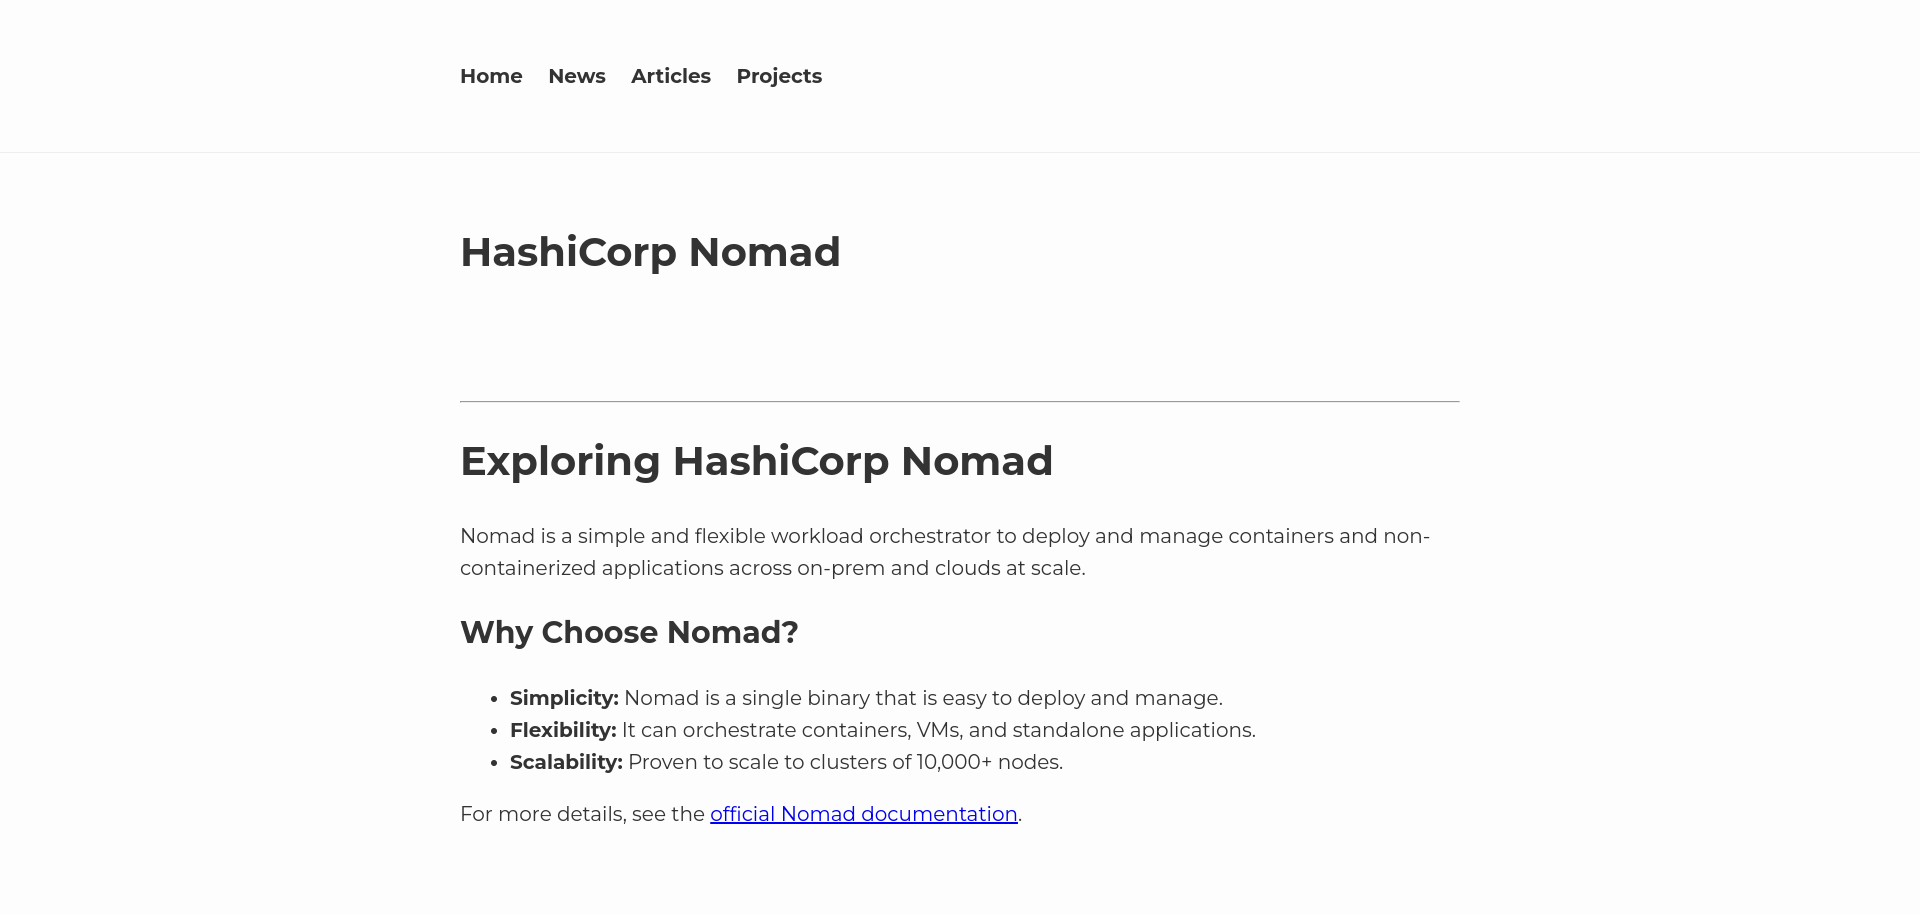 Home News Articles Projects
HashiCorp Nomad
Exploring HashiCorp Nomad
Nomad is a simple and flexible workload orchestrator to deploy and manage containers and non-
containerized applications across on-prem and clouds at scale.
Why Choose Nomad?
• Simplicity: Nomad is a single binary that is easy to deploy and manage.
• Flexibility: It can orchestrate containers, VMs, and standalone applications.
• Scalability: Proven to scale to clusters of 10,000+ nodes.
For more details, see the official Nomad documentation.